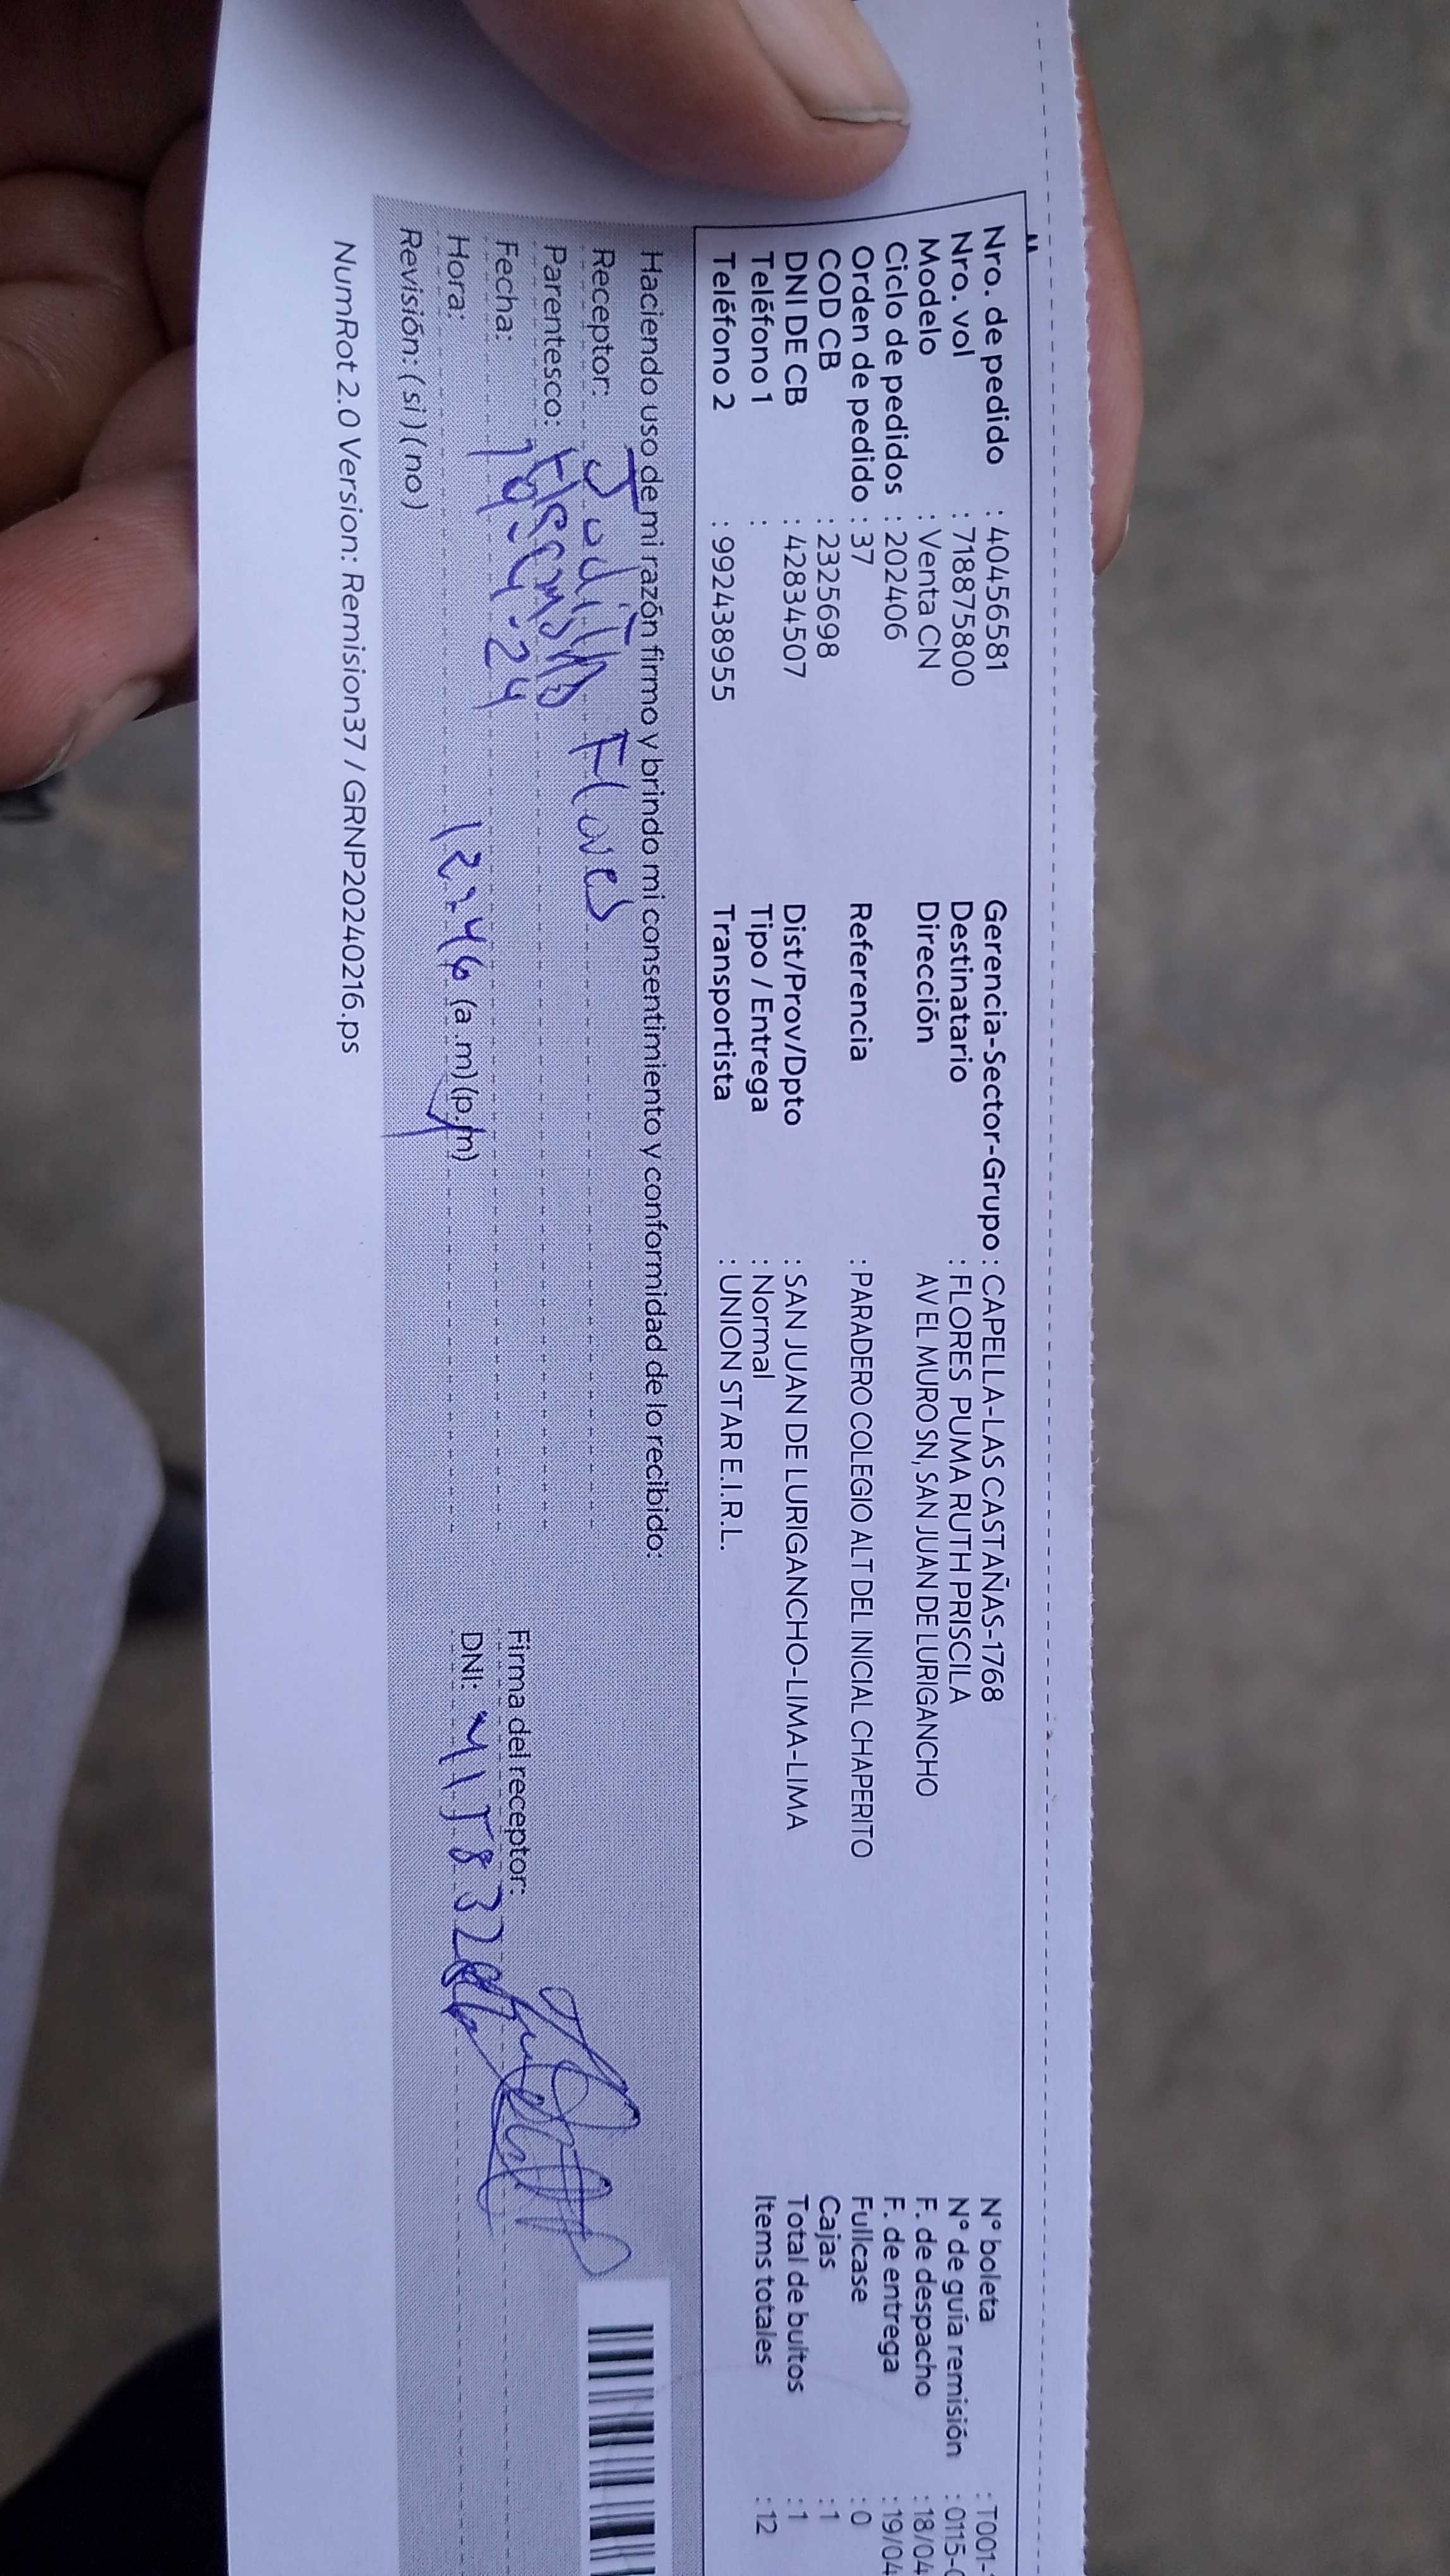 Nro. de pedido : 40456581 Gerencia-Sector-Grupo : CAPELLA-LAS CASTAÑAS-1768 N° boleta : T001-
Nro. vol : 718875800 Destinatario : FLORES PUMA RUTH PRISCILA N° de guía remisión : 0115-
Modelo : Venta CN Dirección AV EL MURO SN, SAN JUAN DE LURIGANCHO F. de despacho : 18/04
Ciclo de pedidos : 202406 F. de entrega : 19/04
Orden de pedido : 37 Referencia : PARADERO COLEGIO ALT DEL INICIAL CHAPERITO Fullcase : 0
COD CB : 2325698 Cajas : 1
DNI DE CB : 42834507 Dist/Prov/Dpto : SAN JUAN DE LURIGANCHO-LIMA-LIMA Total de bultos : 1
Teléfono 1 : Tipo / Entrega : Normal Items totales : 12
Teléfono 2 : 992438955 Transportista : UNION STAR E.I.R.L.
Haciendo uso de mi razón firmo y brindo mi consentimiento y conformidad de lo recibido:
Receptor: Judith Flores
Parentesco: Firma del receptor:
Fecha: 19-4-24
Hora: 12:46 (a.m) (p.m) DNI:
Revisión: (si) (no)
NumRot 2.0 Version: Remision37 / GRNP20240216.ps